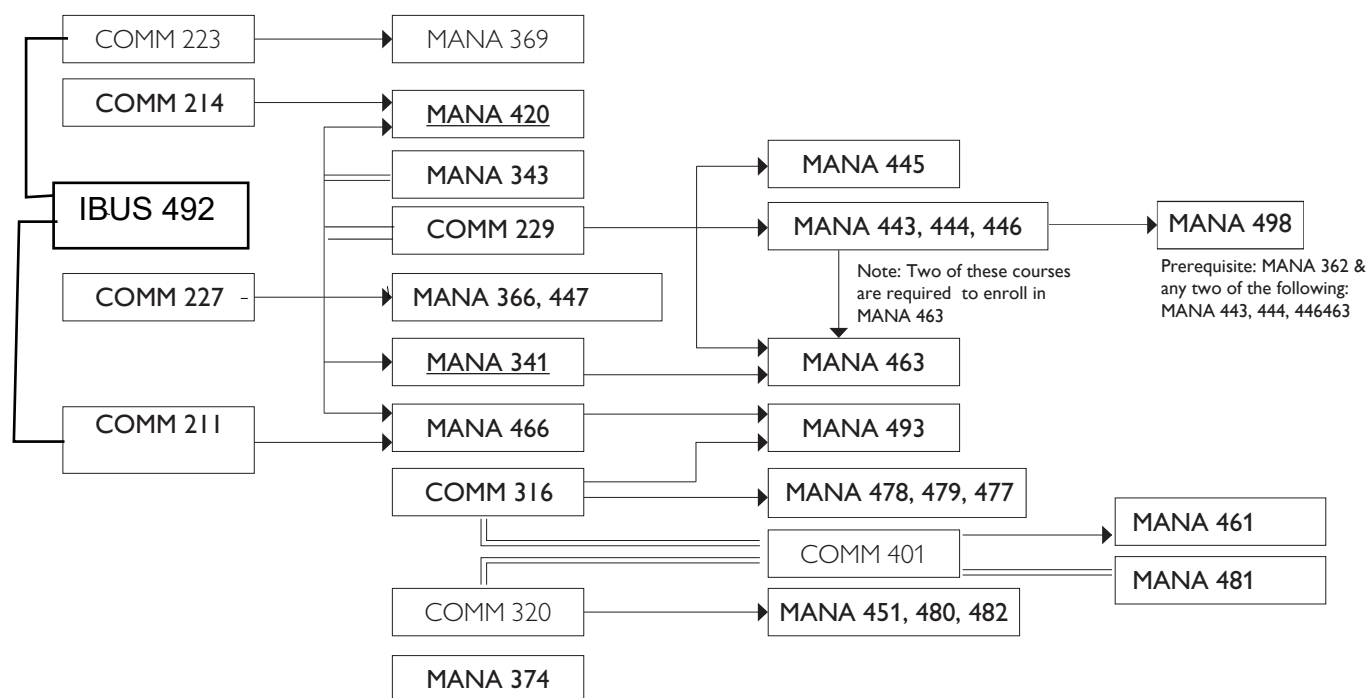 COMM 223
MANA 369
COMM 214
MANA 420
MANA 343
MANA 445
IBUS 492
COMM 229
MANA 443, 444, 446
MANA 498
Note: Two of these courses
are required to enroll in
MANA 463
Prerequisite: MANA 362 &
any two of the following:
MANA 443, 444, 446463
COMM 227
MANA 366, 447
MANA 341
MANA 463
COMM 211
MANA 466
MANA 493
COMM 316
MANA 478, 479, 477
MANA 461
COMM 401
MANA 481
COMM 320
MANA 451, 480, 482
MANA 374